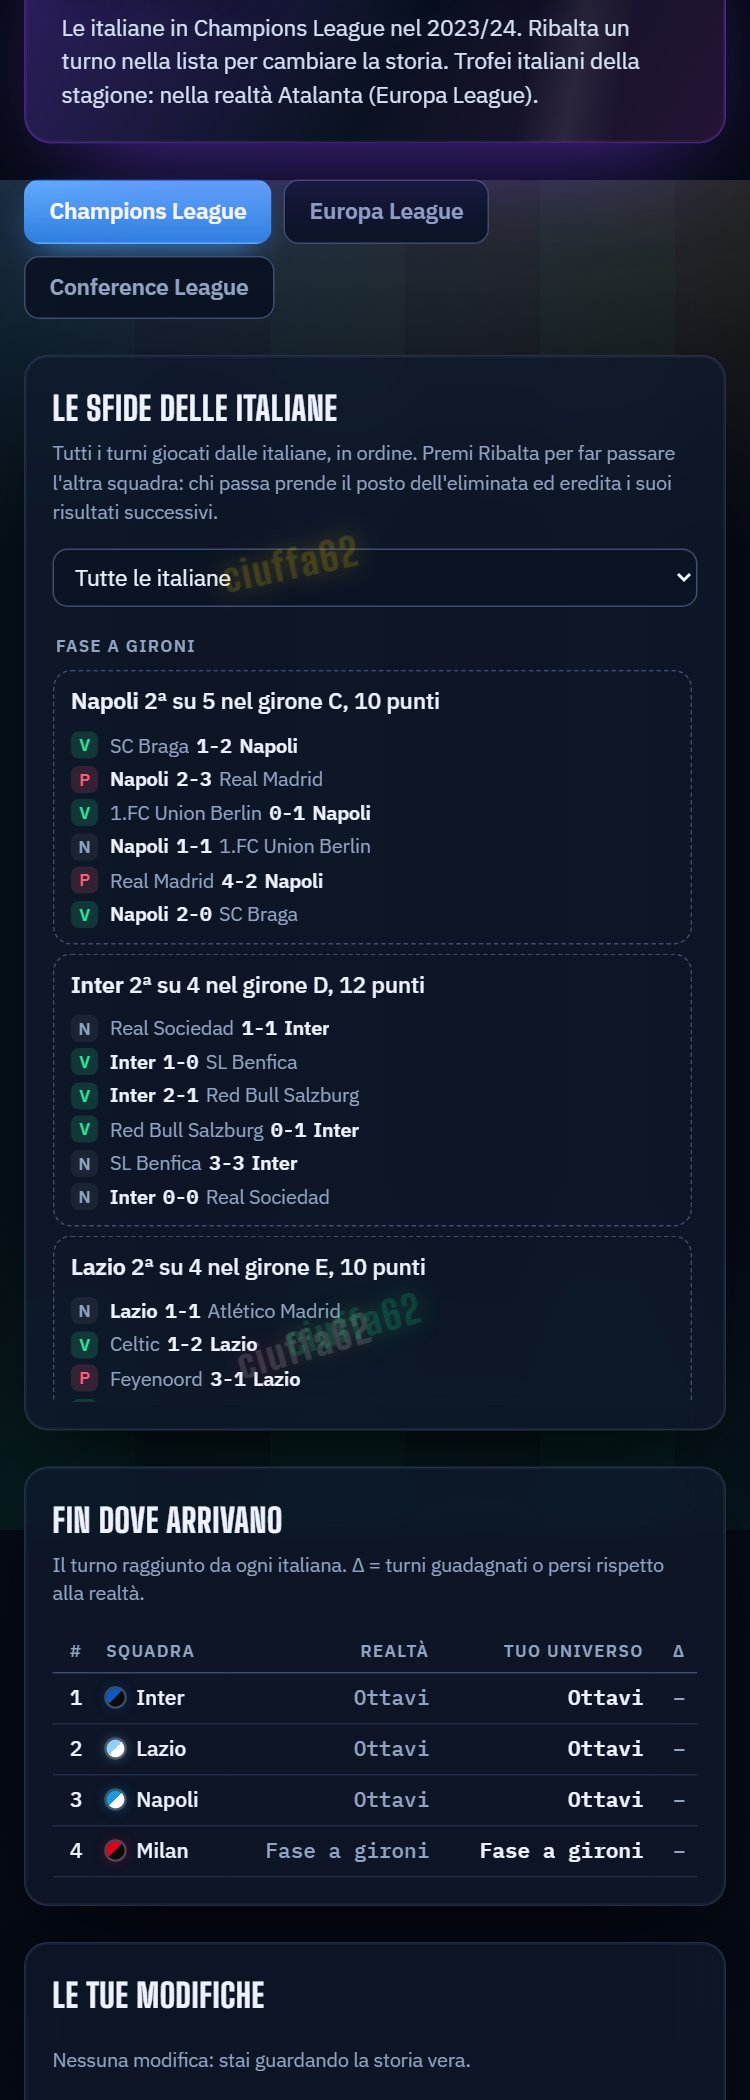 Le italiane in Champions League nel 2023/24. Ribalta un
turno nella lista per cambiare la storia. Trofei italiani della
stagione: nella realtà Atalanta (Europa League).
Champions League
Europa League
Conference League
LE SFIDE DELLE ITALIANE
Tutti i turni giocati dalle italiane, in ordine. Premi Ribalta per far passare
l'altra squadra: chi passa prende il posto dell'eliminata ed eredita i suoi
risultati successivi.
ciuffa62
Tutte le italiane
FASE A GIRONI
Napoli 2ª su 5 nel girone C, 10 punti
V SC Braga 1-2 Napoli
P Napoli 2-3 Real Madrid
V 1.FC Union Berlin 0-1 Napoli
N Napoli 1-1 1.FC Union Berlin
P Real Madrid 4-2 Napoli
V Napoli 2-0 SC Braga
Inter 2ª su 4 nel girone D, 12 punti
N Real Sociedad 1-1 Inter
V Inter 1-0 SL Benfica
V Inter 2-1 Red Bull Salzburg
V Red Bull Salzburg 0-1 Inter
N SL Benfica 3-3 Inter
N Inter 0-0 Real Sociedad
Lazio 2ª su 4 nel girone E, 10 punti
N Lazio 1-1 Atlético Madrid
ciuffa62
V Celtic 1-2 Lazio
ciuffa62
P Feyenoord 3-1 Lazio
FIN DOVE ARRIVANO
Il turno raggiunto da ogni italiana. Δ = turni guadagnati o persi rispetto
alla realtà.
# SQUADRA REALTÀ TUO UNIVERSO Δ
1 Inter Ottavi Ottavi –
2 Lazio Ottavi Ottavi –
3 Napoli Ottavi Ottavi –
4 Milan Fase a gironi Fase a gironi –
LE TUE MODIFICHE
Nessuna modifica: stai guardando la storia vera.